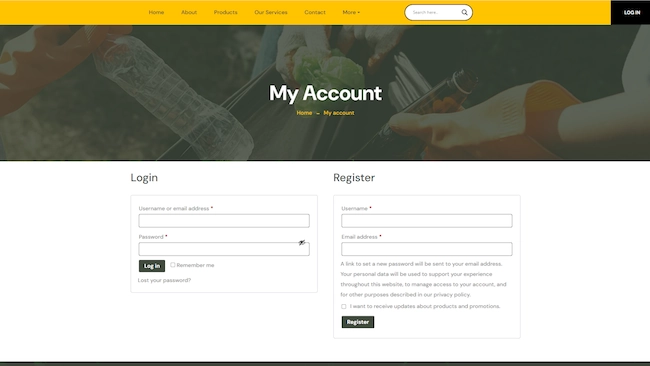 Home About Products Our Services Contact More + Search here... LOG IN
My Account
Home – My account
Login
Username or email address *
Password *
Log in Remember me
Lost your password?
Register
Username *
Email address *
A link to set a new password will be sent to your email address.
Your personal data will be used to support your experience
throughout this website, to manage access to your account, and
for other purposes described in our privacy policy.
I want to receive updates about products and promotions.
Register